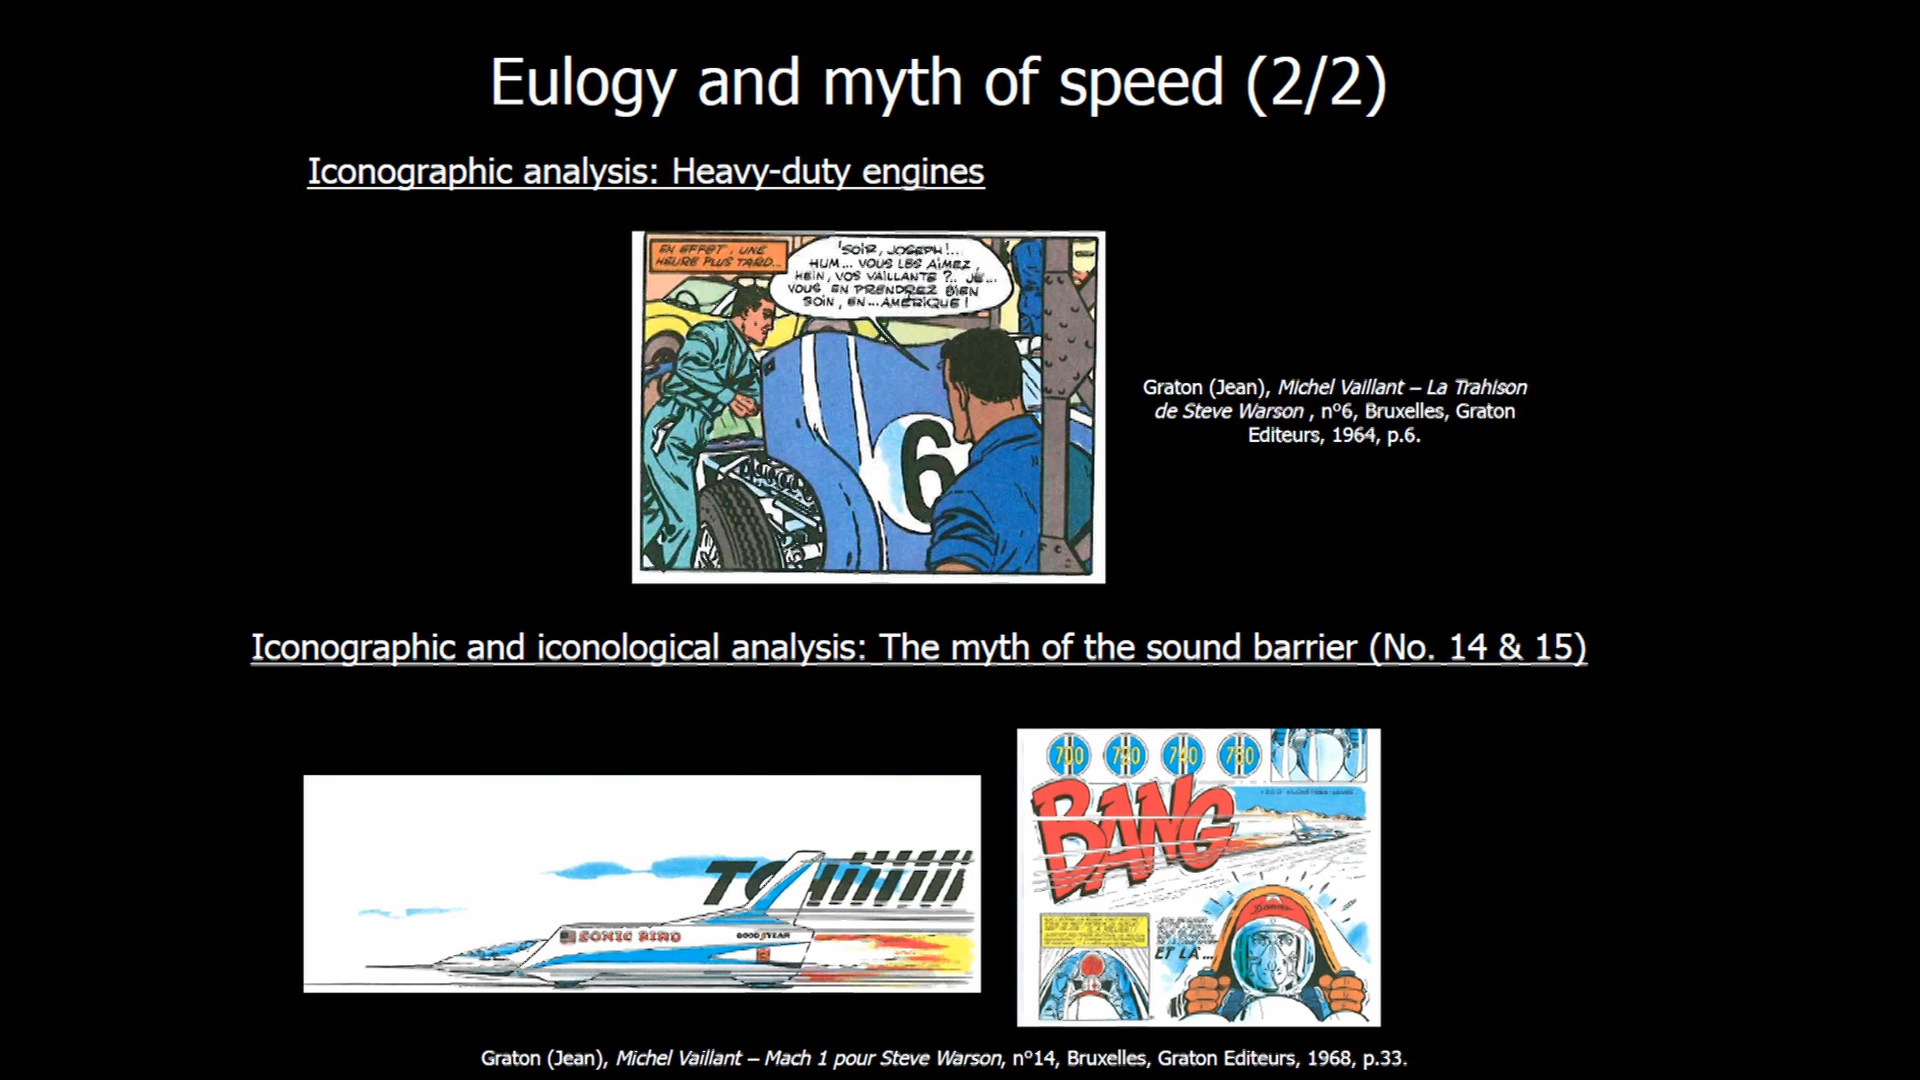 Eulogy and myth of speed (2/2)
Iconographic analysis: Heavy-duty engines
EN EFFET, UNE
HEURE PLUS TARD...
'SOIR, JOSEPH!...
HUM... VOUS LES AIMEZ,
HEIN, VOS VAILLANTE ?.. JE...
VOUS EN PRENDREZ BIEN
SOIN, EN... AMÉRIQUE !
6
Graton (Jean), Michel Vaillant – La Trahison
de Steve Warson , n°6, Bruxelles, Graton
Editeurs, 1964, p.6.
Iconographic and iconological analysis: The myth of the sound barrier (No. 14 & 15)
SONIC BIRD
GOODYEAR
700 720 740 760
BANG
ET LÀ...
Graton (Jean), Michel Vaillant – Mach 1 pour Steve Warson, n°14, Bruxelles, Graton Editeurs, 1968, p.33.